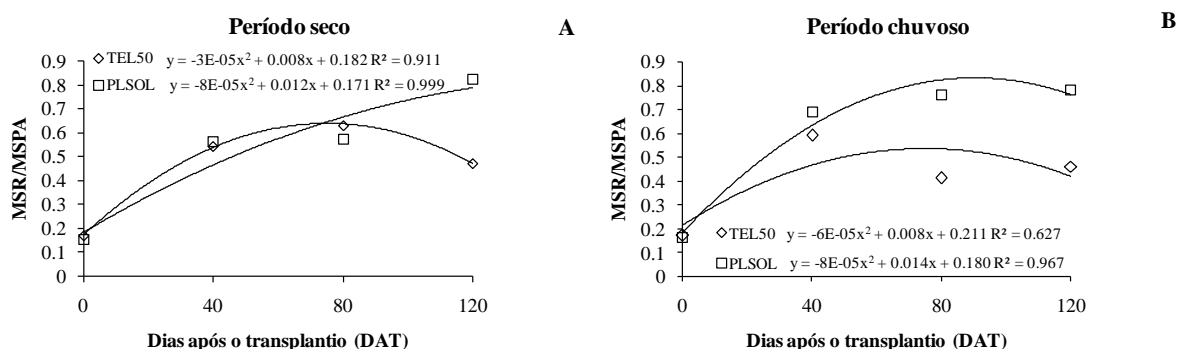 Período seco
A
TEL50 y = -3E-05x² + 0.008x + 0.182 R² = 0.911
PLSOL y = -8E-05x² + 0.012x + 0.171 R² = 0.999
0.9
0.8
0.7
0.6
0.5
0.4
0.3
0.2
0.1
0
MSR/MSPA
0 40 80 120
Dias após o transplantio (DAT)
Período chuvoso
B
0.9
0.8
0.7
0.6
0.5
0.4
0.3
0.2
0.1
0
MSR/MSPA
TEL50 y = -6E-05x² + 0.008x + 0.211 R² = 0.627
PLSOL y = -8E-05x² + 0.014x + 0.180 R² = 0.967
0 40 80 120
Dias após o transplantio (DAT)